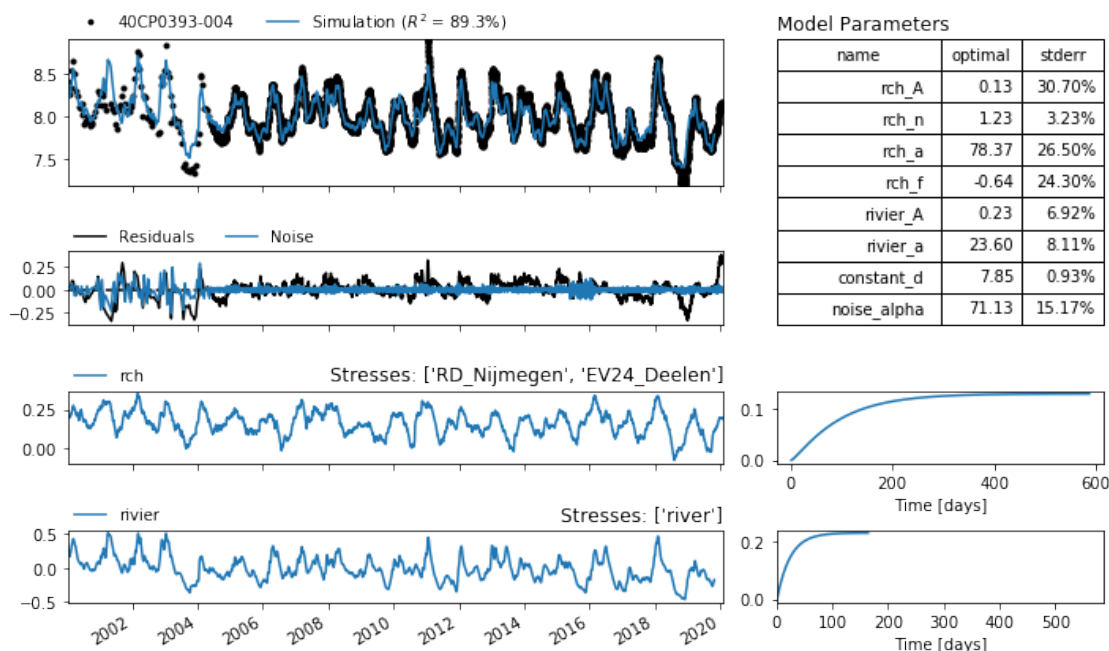 40CP0393-004 Simulation (R² = 89.3%)
8.5
8.0
7.5
Residuals Noise
0.25
0.00
−0.25
rch Stresses: ['RD_Nijmegen', 'EV24_Deelen']
0.25
0.00
rivier Stresses: ['river']
0.5
0.0
−0.5
2002 2004 2006 2008 2010 2012 2014 2016 2018 2020
Model Parameters
name optimal stderr
rch_A 0.13 30.70%
rch_n 1.23 3.23%
rch_a 78.37 26.50%
rch_f -0.64 24.30%
rivier_A 0.23 6.92%
rivier_a 23.60 8.11%
constant_d 7.85 0.93%
noise_alpha 71.13 15.17%
0.1
0.0
0 200 400 600
Time [days]
0.2
0.0
0 100 200 300 400 500
Time [days]